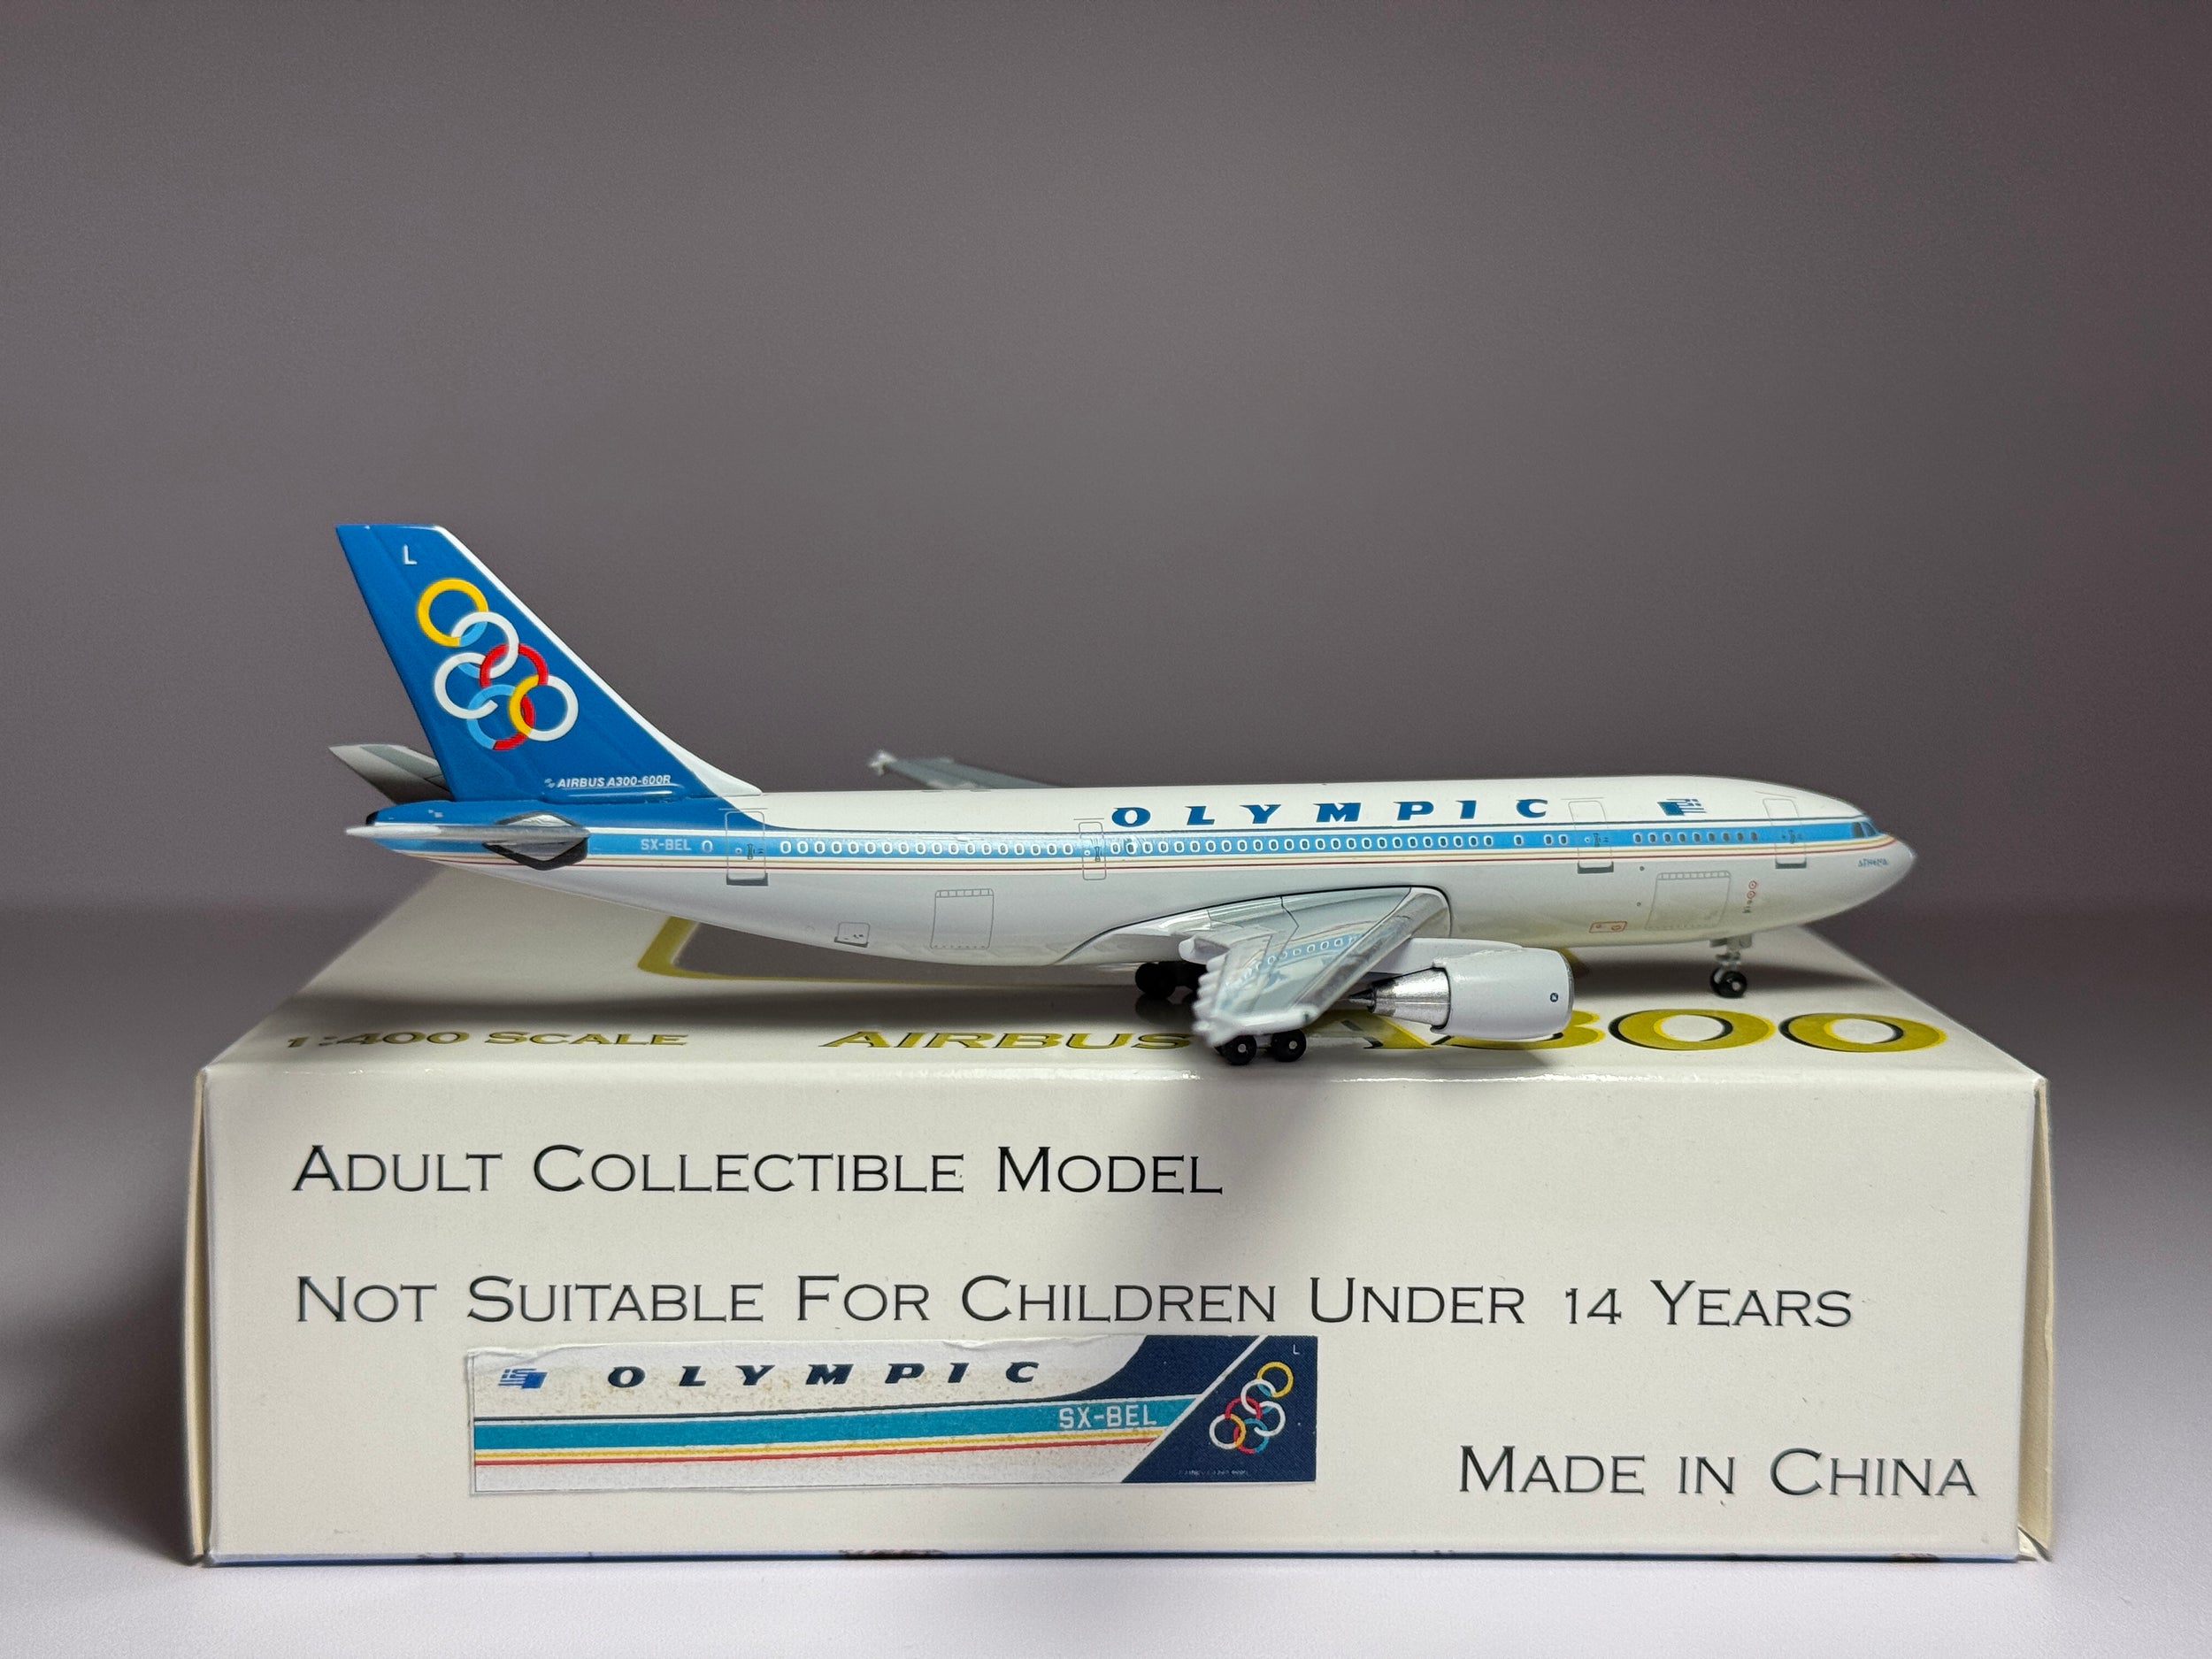 L
AIRBUS A300-600R
OLYMPIC
SX-BEL
1:400 SCALE AIRBUS A300
ADULT COLLECTIBLE MODEL
NOT SUITABLE FOR CHILDREN UNDER 14 YEARS
L
OLYMPIC
SX-BEL
MADE IN CHINA